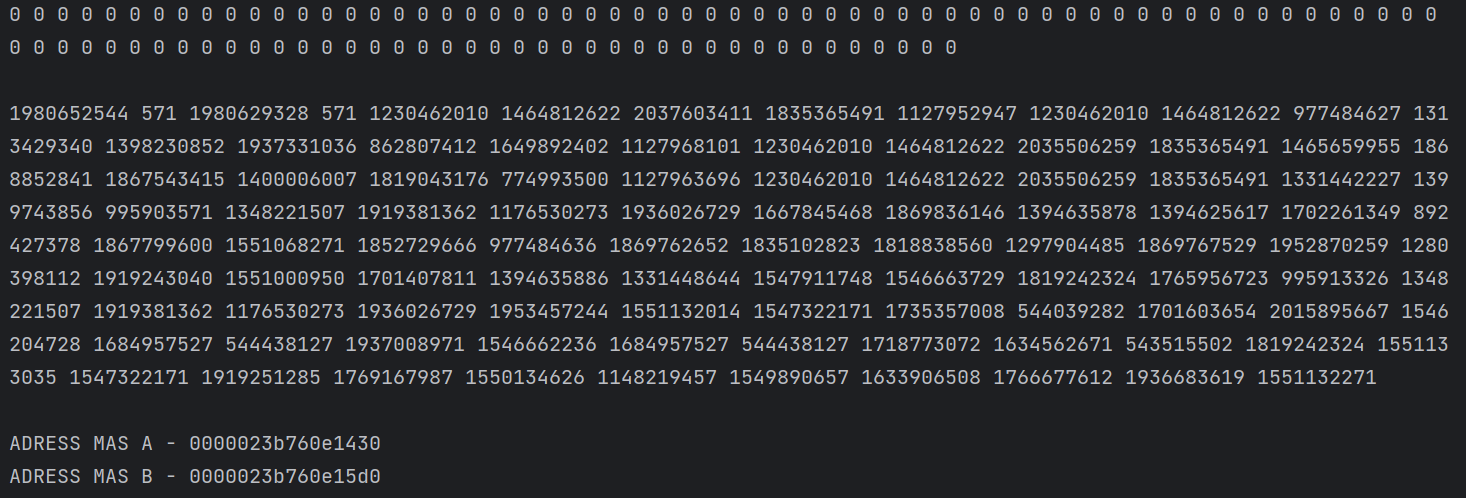 0 0 0 0 0 0 0 0 0 0 0 0 0 0 0 0 0 0 0 0 0 0 0 0 0 0 0 0 0 0 0 0 0 0 0 0 0 0 0 0 0 0 0 0 0 0 0 0 0 0 0 0 0 0 0 0 0 0 0 0
0 0 0 0 0 0 0 0 0 0 0 0 0 0 0 0 0 0 0 0 0 0 0 0 0 0 0 0 0 0 0 0 0 0 0 0 0 0 0 0
1980652544 571 1980629328 571 1230462010 1464812622 2037603411 1835365491 1127952947 1230462010 1464812622 977484627 131
3429340 1398230852 1937331036 862807412 1649892402 1127968101 1230462010 1464812622 2035506259 1835365491 1465659955 186
8852841 1867543415 1400006007 1819043176 774993500 1127963696 1230462010 1464812622 2035506259 1835365491 1331442227 139
9743856 995903571 1348221507 1919381362 1176530273 1936026729 1667845468 1869836146 1394635878 1394625617 1702261349 892
427378 1867799600 1551068271 1852729666 977484636 1869762652 1835102823 1818838560 1297904485 1869767529 1952870259 1280
398112 1919243040 1551000950 1701407811 1394635886 1331448644 1547911748 1546663729 1819242324 1765956723 995913326 1348
221507 1919381362 1176530273 1936026729 1953457244 1551132014 1547322171 1735357008 544039282 1701603654 2015895667 1546
204728 1684957527 544438127 1937008971 1546662236 1684957527 544438127 1718773072 1634562671 543515502 1819242324 155113
3035 1547322171 1919251285 1769167987 1550134626 1148219457 1549890657 1633906508 1766677612 1936683619 1551132271
ADRESS MAS A - 0000023b760e1430
ADRESS MAS B - 0000023b760e15d0